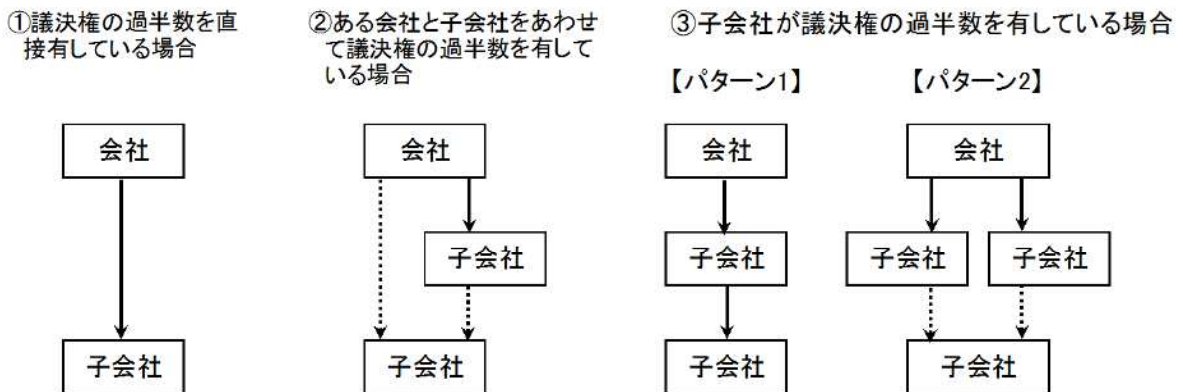 ①議決権の過半数を直
接有している場合
②ある会社と子会社をあわせ
て議決権の過半数を有して
いる場合
③子会社が議決権の過半数を有している場合
【パターン1】
【パターン2】
会社
会社
会社
会社
子会社
子会社
子会社
子会社
子会社
子会社
子会社
子会社